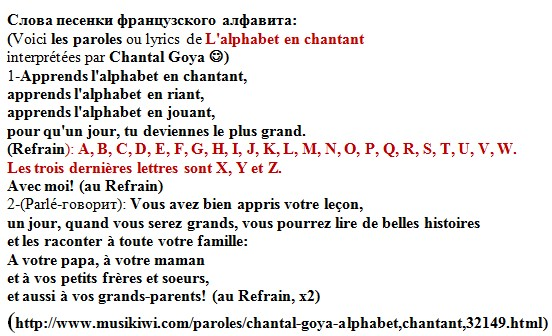 Слова песенки французского алфавита:
(Voici les paroles ou lyrics de L'alphabet en chantant
interprétées par Chantal Goya ☺)
1-Apprends l'alphabet en chantant,
apprends l'alphabet en riant,
apprends l'alphabet en jouant,
pour qu'un jour, tu deviennes le plus grand.
(Refrain): A, B, C, D, E, F, G, H, I, J, K, L, M, N, O, P, Q, R, S, T, U, V, W.
Les trois dernières lettres sont X, Y et Z.
Avec moi! (au Refrain)
2-(Parlé-говорит): Vous avez bien appris votre leçon,
un jour, quand vous serez grands, vous pourrez lire de belles histoires
et les raconter à toute votre famille:
A votre papa, à votre maman
et à vos petits frères et soeurs,
et aussi à vos grands-parents! (au Refrain, x2)
(http://www.musikiwi.com/paroles/chantal-goya-alphabet,chantant,32149.html)